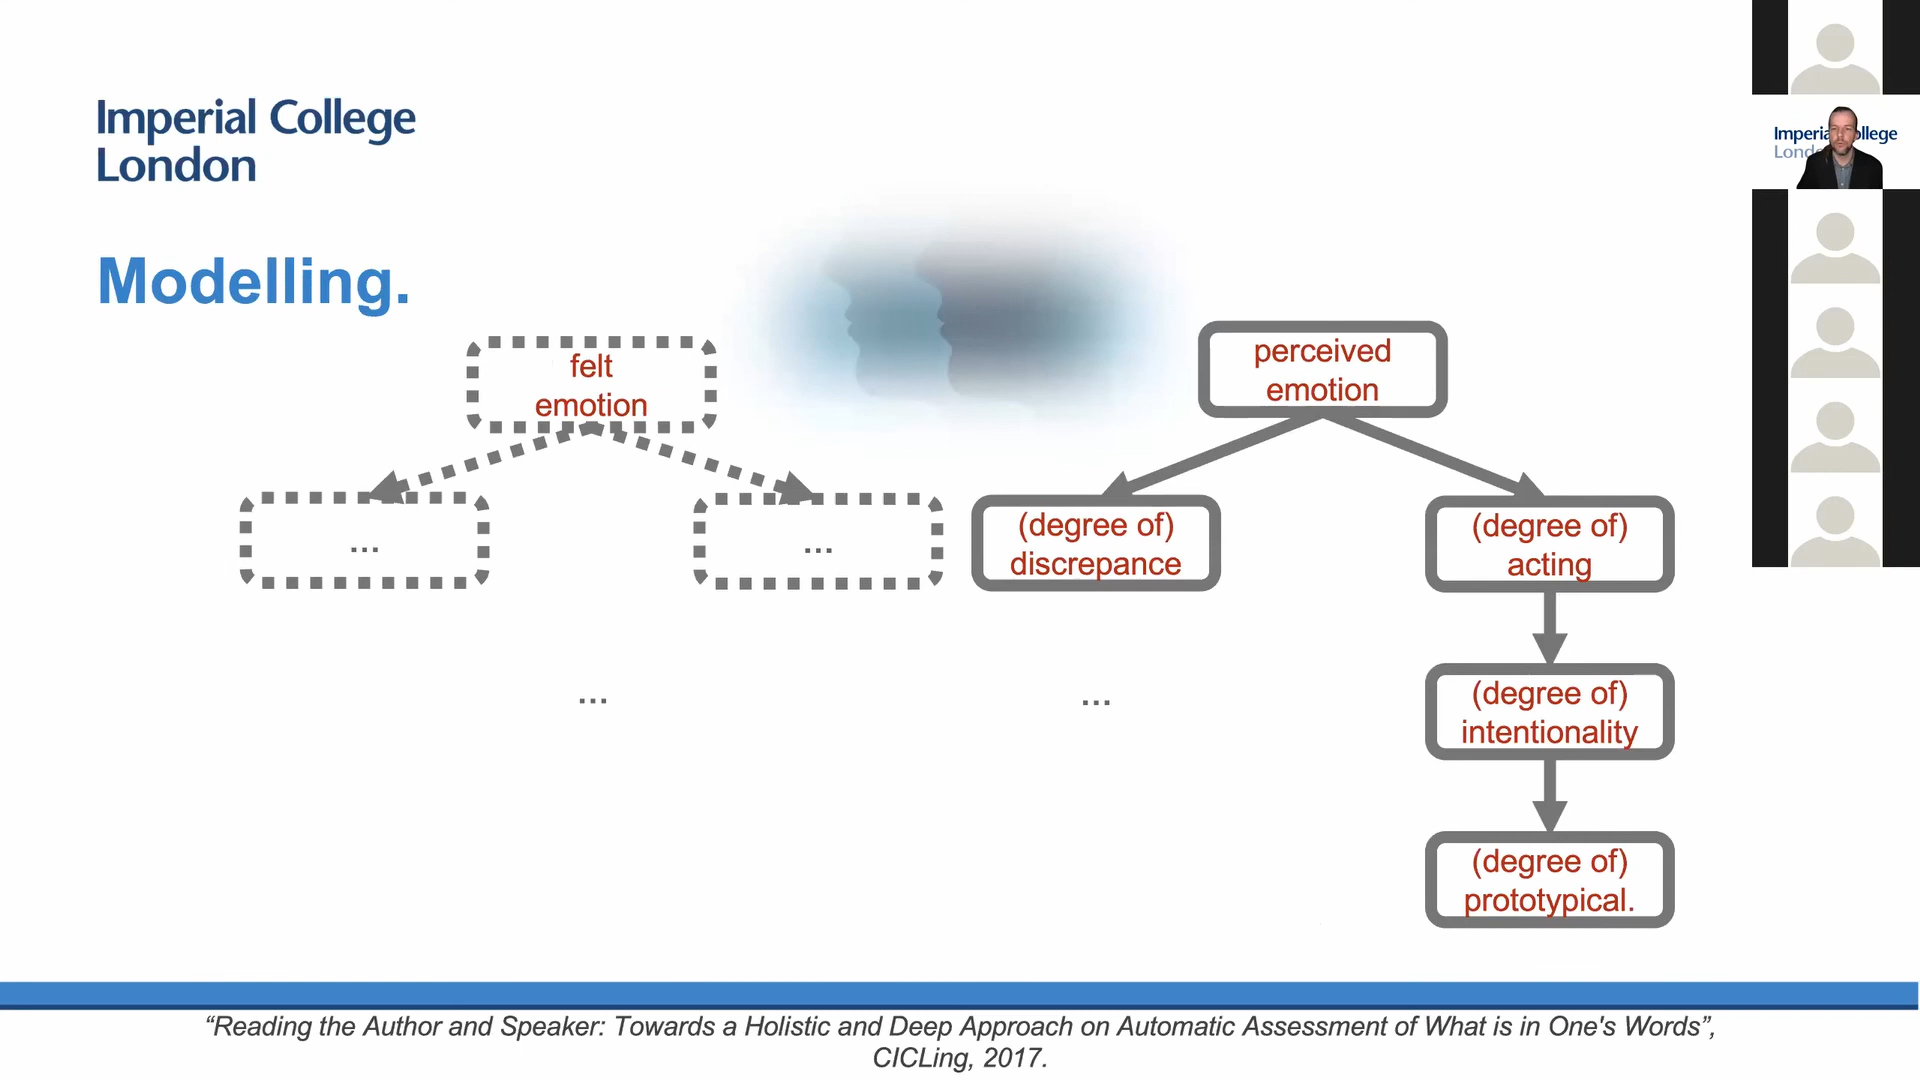 Imperial College
London
Modelling.
felt
emotion
...
...
...
perceived
emotion
(degree of)
discrepance
...
(degree of)
acting
(degree of)
intentionality
(degree of)
prototypical.
“Reading the Author and Speaker: Towards a Holistic and Deep Approach on Automatic Assessment of What is in One's Words”,
CICLing, 2017.